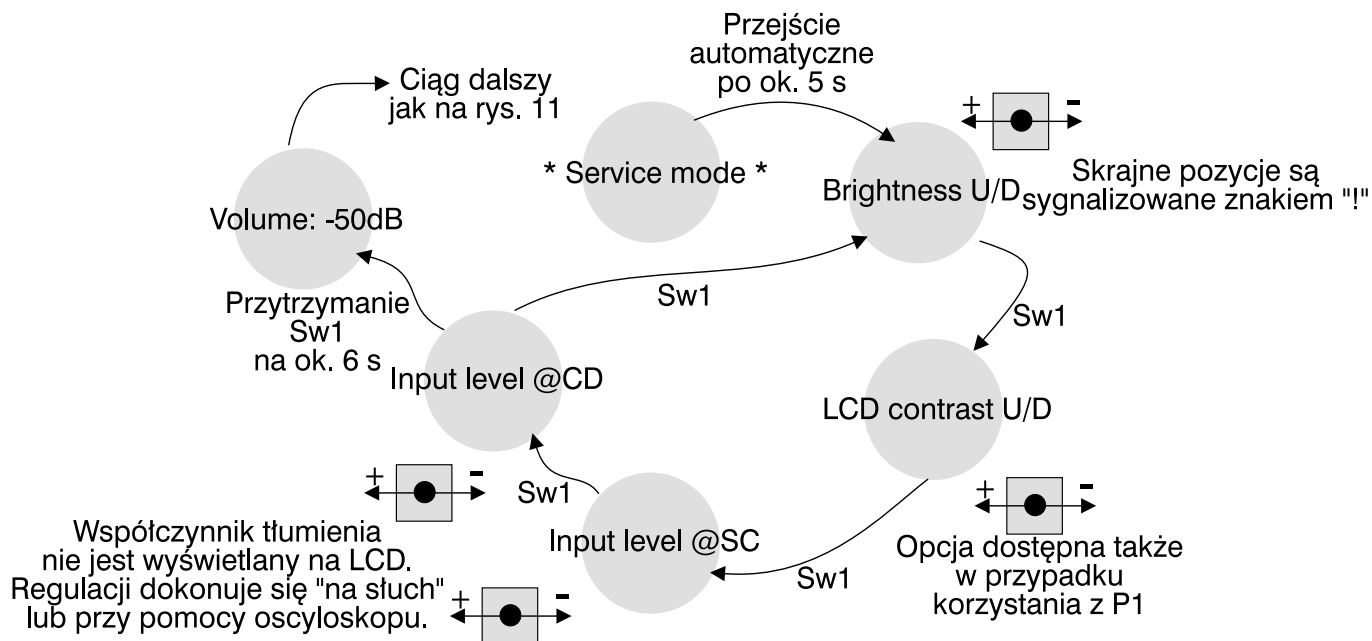 Przejście
automatyczne
po ok. 5 s
Ciąg dalszy
jak na rys. 11
+ -
* Service mode *
Brightness U/D
Skrajne pozycje są
sygnalizowane znakiem "!"
Volume: -50dB
Sw1
Sw1
Przytrzymanie
Sw1
na ok. 6 s
Input level @CD
LCD contrast U/D
+ -
Sw1
+ -
Współczynnik tłumienia
nie jest wyświetlany na LCD.
Regulacji dokonuje się "na słuch"
lub przy pomocy oscyloskopu.
+ -
Input level @SC
Sw1
Opcja dostępna także
w przypadku
korzystania z P1